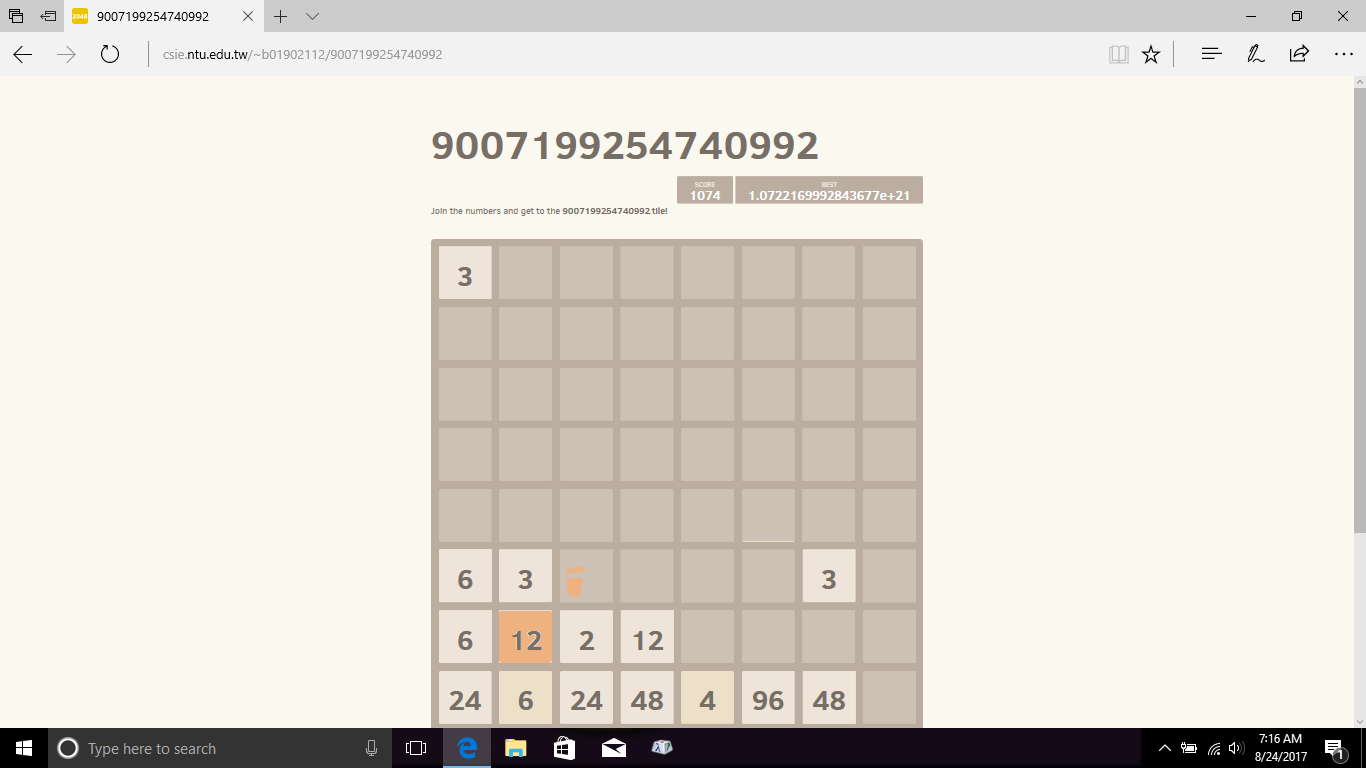 9007199254740992
csie.ntu.edu.tw/~b01902112/9007199254740992
9007199254740992
SCORE
1074
BEST
1.0722169992843677e+21
Join the numbers and get to the 9007199254740992 tile!
3
6 3 3
6 12 2 12
24 6 24 48 4 96 48
Type here to search
7:16 AM
8/24/2017
1